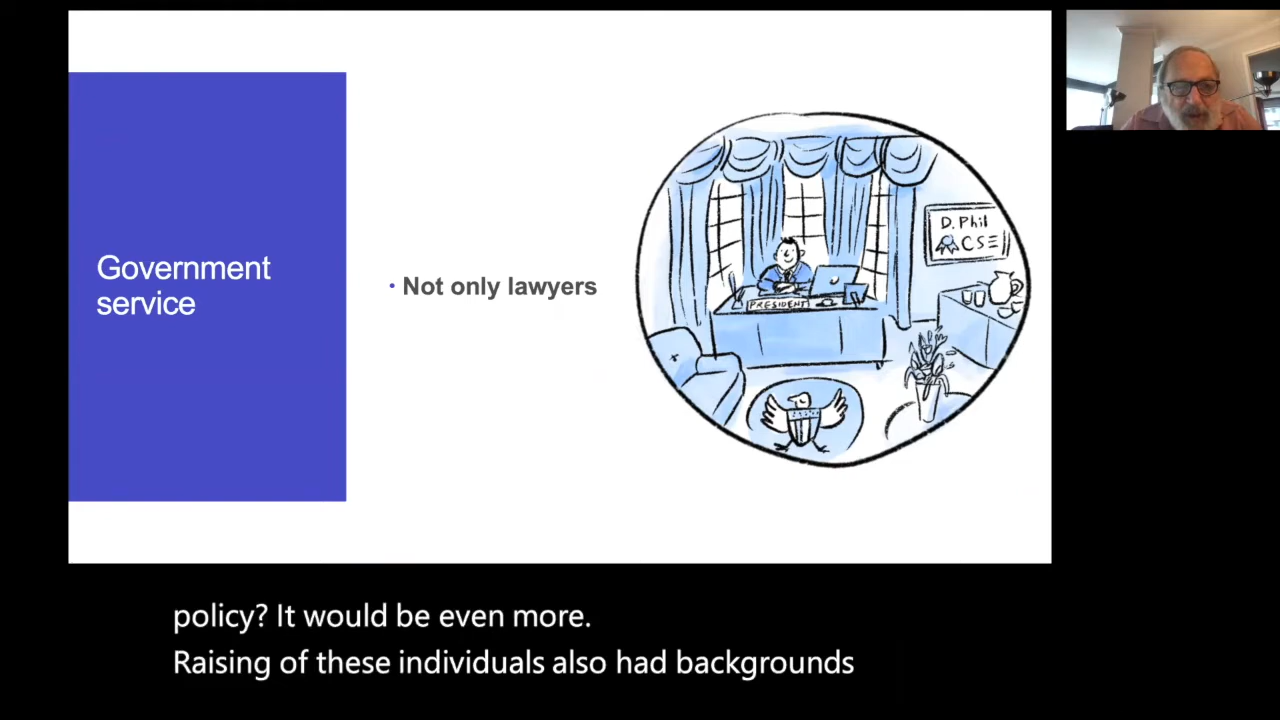 Government
service
• Not only lawyers
D. Phil
CSE
PRESIDENT
policy? It would be even more.
Raising of these individuals also had backgrounds